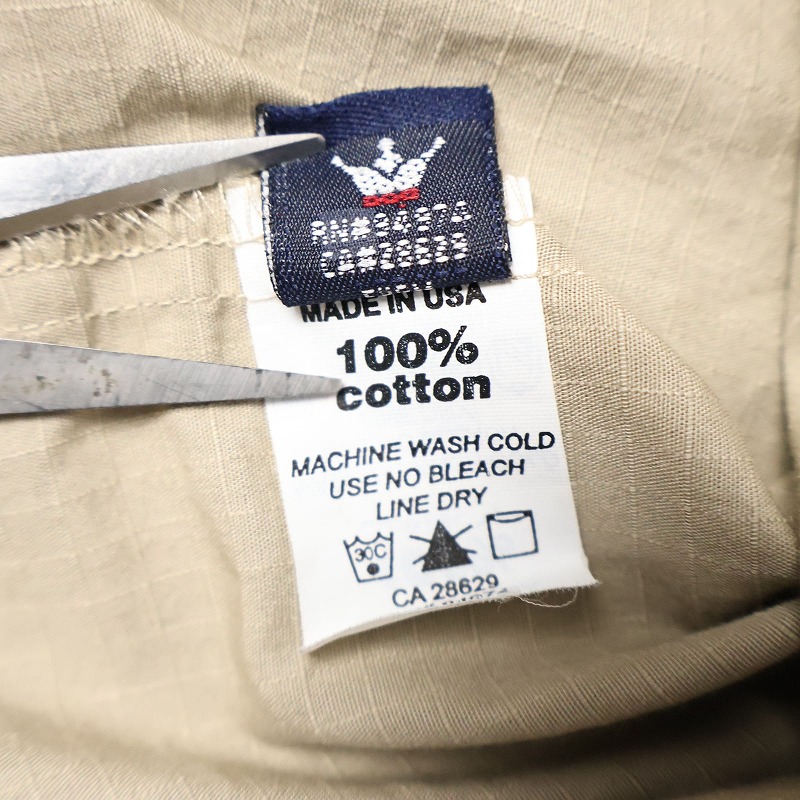 MADE IN USA
100%
cotton
MACHINE WASH COLD
USE NO BLEACH
LINE DRY
30C
CA 28629